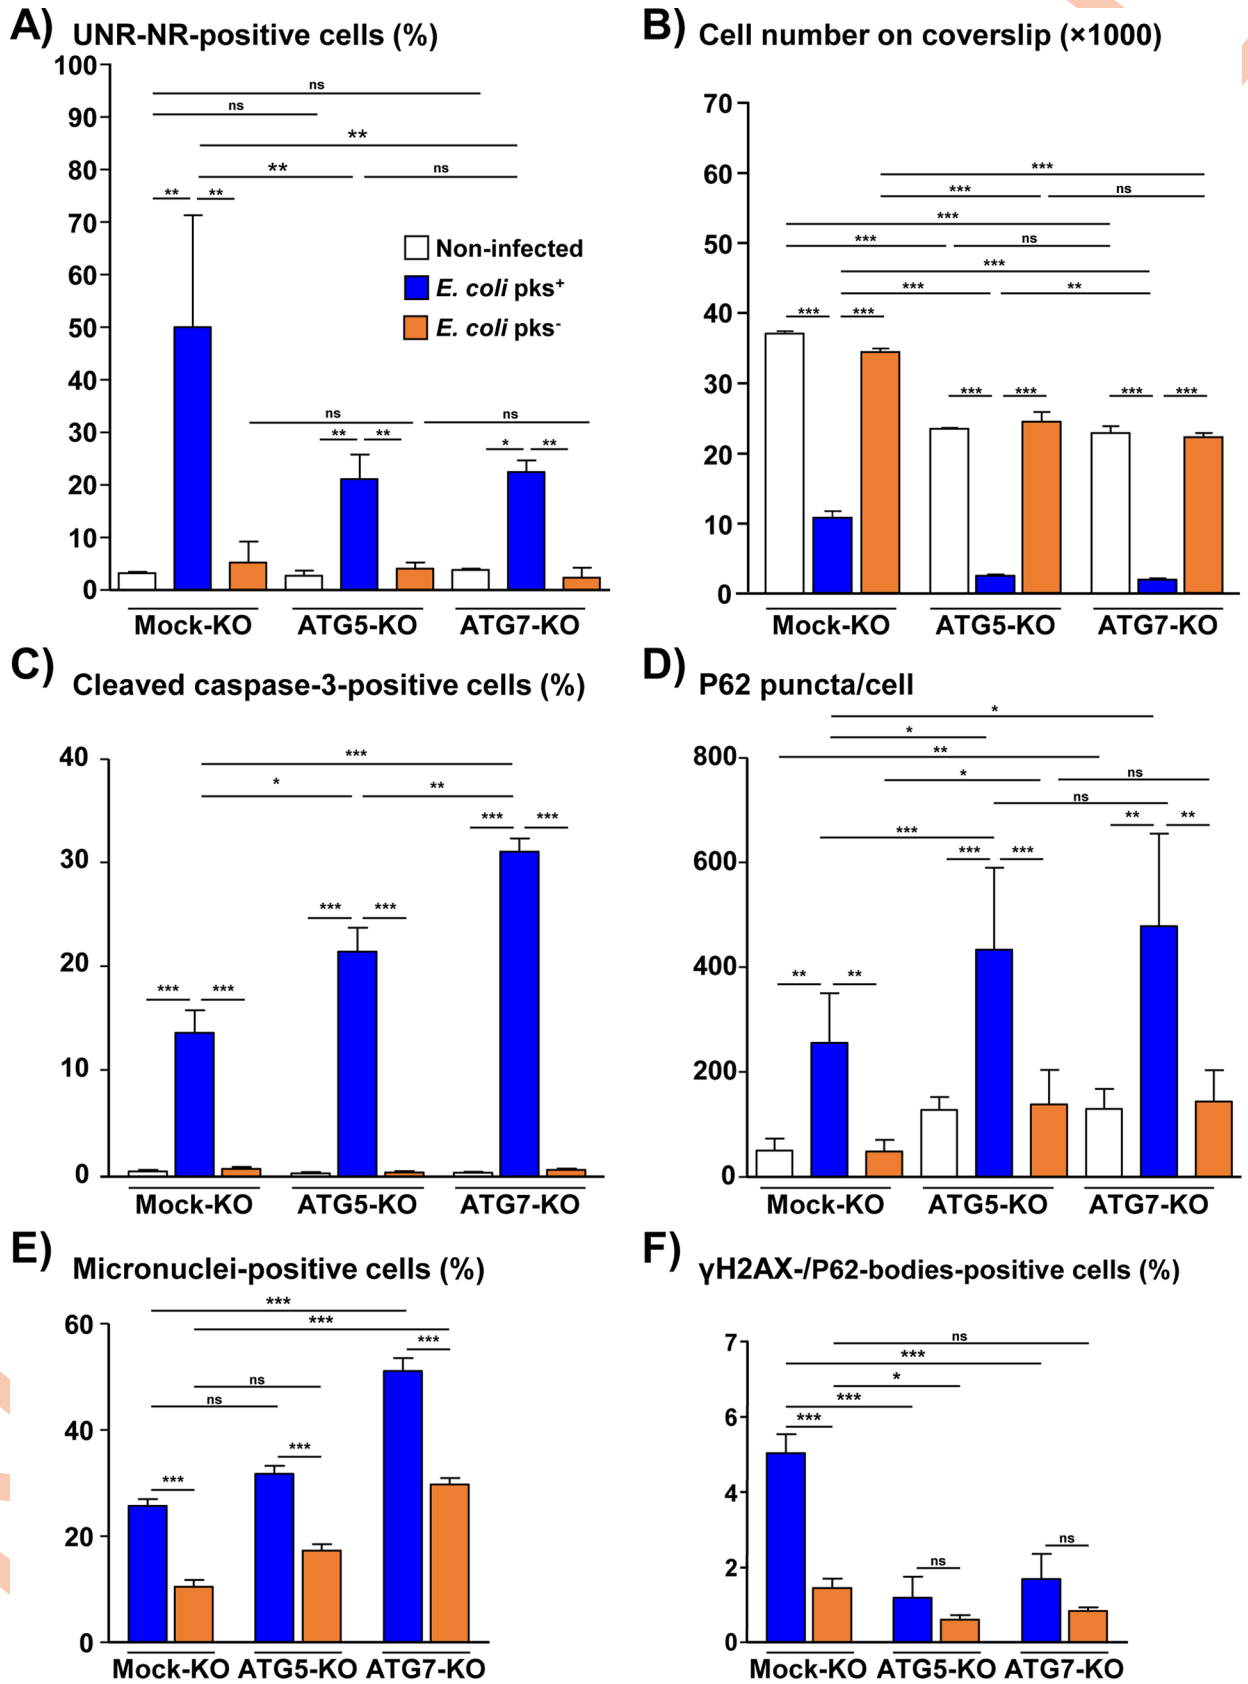 A) UNR-NR-positive cells (%)
100
90
80
70
60
50
40
30
20
10
0
ns
ns
**
**
ns
**
**
Non-infected
E. coli pks⁺
E. coli pks⁻
ns
ns
**
**
*
**
Mock-KO
ATG5-KO
ATG7-KO
B) Cell number on coverslip (×1000)
70
60
50
40
30
20
10
0
***
***
ns
***
***
ns
***
***
**
***
***
***
***
***
***
Mock-KO
ATG5-KO
ATG7-KO
C) Cleaved caspase-3-positive cells (%)
40
30
20
10
0
***
*
**
***
***
***
***
***
***
Mock-KO
ATG5-KO
ATG7-KO
D) P62 puncta/cell
800
600
400
200
0
*
*
**
*
ns
ns
***
**
**
***
***
**
**
Mock-KO
ATG5-KO
ATG7-KO
E) Micronuclei-positive cells (%)
60
40
20
0
***
***
***
ns
ns
***
***
Mock-KO
ATG5-KO
ATG7-KO
F) γH2AX-/P62-bodies-positive cells (%)
7
6
4
2
0
ns
***
*
***
***
ns
ns
Mock-KO
ATG5-KO
ATG7-KO